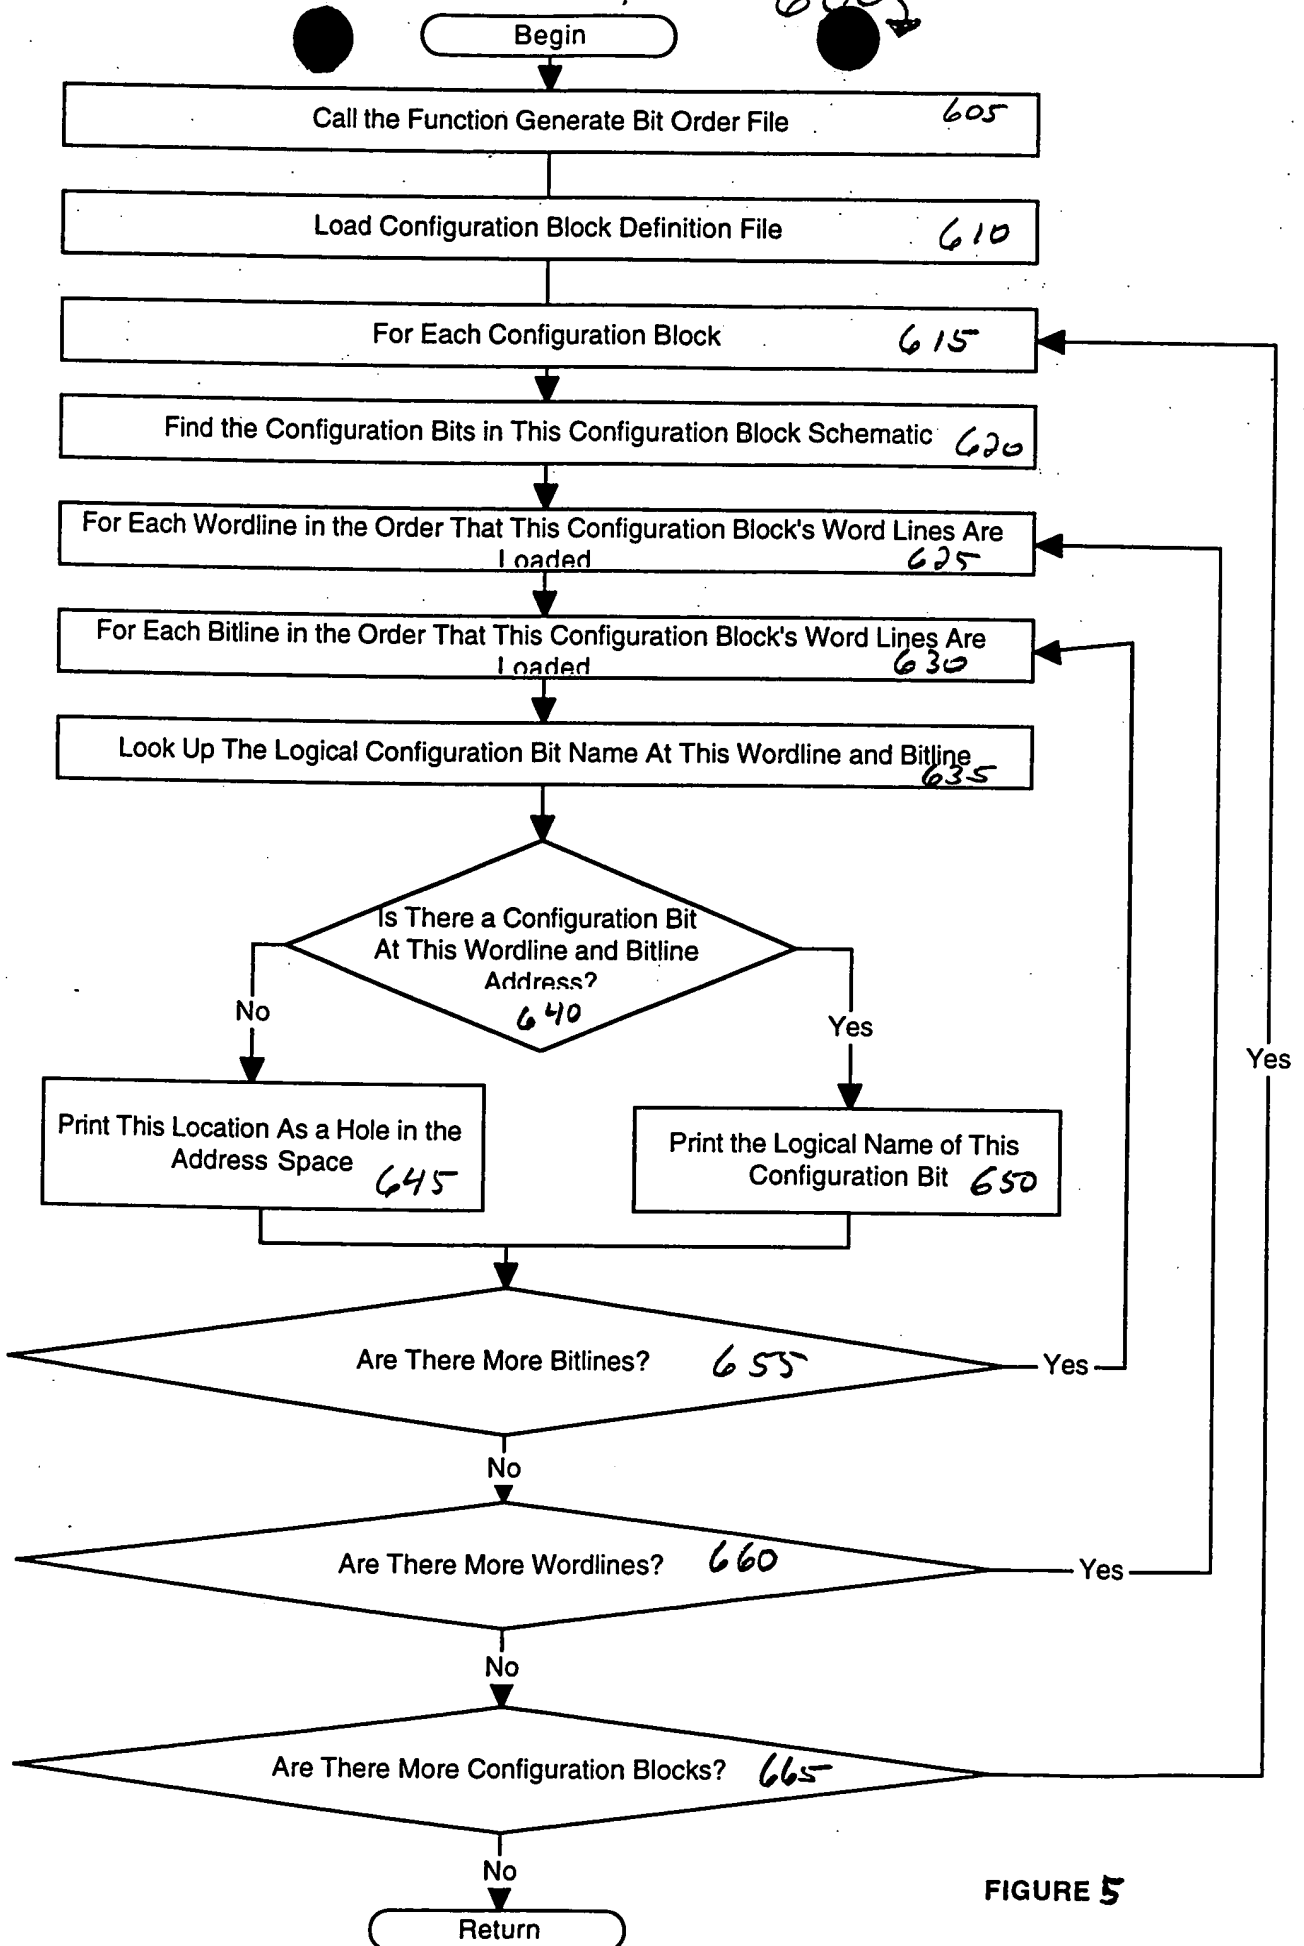 Begin
Call the Function Generate Bit Order File 605
Load Configuration Block Definition File 610
For Each Configuration Block 615
Find the Configuration Bits in This Configuration Block Schematic 620
For Each Wordline in the Order That This Configuration Block's Word Lines Are
Loaded 625
For Each Bitline in the Order That This Configuration Block's Word Lines Are
Loaded 630
Look Up The Logical Configuration Bit Name At This Wordline and Bitline
635
Is There a Configuration Bit
At This Wordline and Bitline
Address?
640
No
Yes
Yes
Print This Location As a Hole in the
Address Space 645
Print the Logical Name of This
Configuration Bit 650
Are There More Bitlines? 655
Yes
No
Are There More Wordlines? 660
Yes
No
Are There More Configuration Blocks? 665
No
FIGURE 5
Return